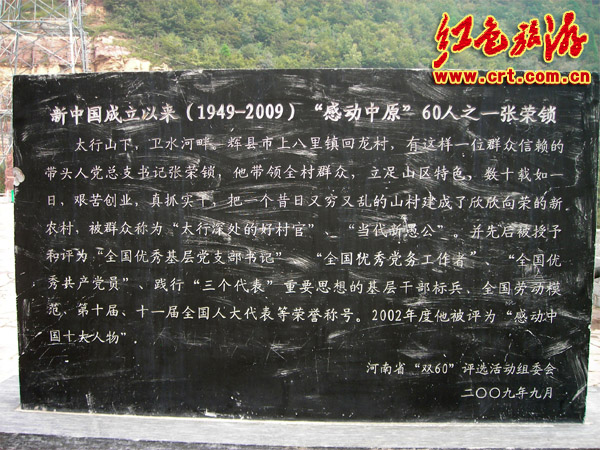 红色旅游
www.crt.com.cn
新中国成立以来（1949-2009）“感动中原”60人之一张荣锁
太行山下，卫水河畔，辉县市上八里镇回龙村，有这样一位群众信赖的
带头人党总支书记张荣锁，他带领全村群众，立足山区特色，数十载如一
日，艰苦创业，真抓实干，把一个昔日又穷又乱的山村建成了欣欣向荣的新
农村，被群众称为“太行深处的好村官”、“当代新愚公”。并先后被授予
和评为“全国优秀基层党支部书记”、“全国优秀党务工作者”、“全国优
秀共产党员”、践行“三个代表”重要思想的基层干部标兵、全国劳动模
范、第十届、十一届全国人大代表等荣誉称号。2002年度他被评为“感动中
国十大人物”．
河南省“双60”评选活动组委会
二〇〇九年九月